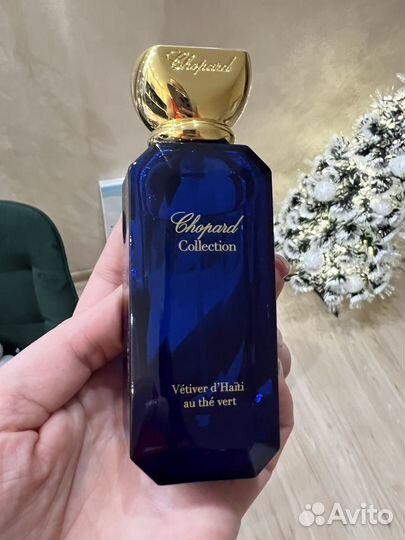 Chopard
Chopard
Collection
Vétiver d'Haïti
au thé vert
Avito